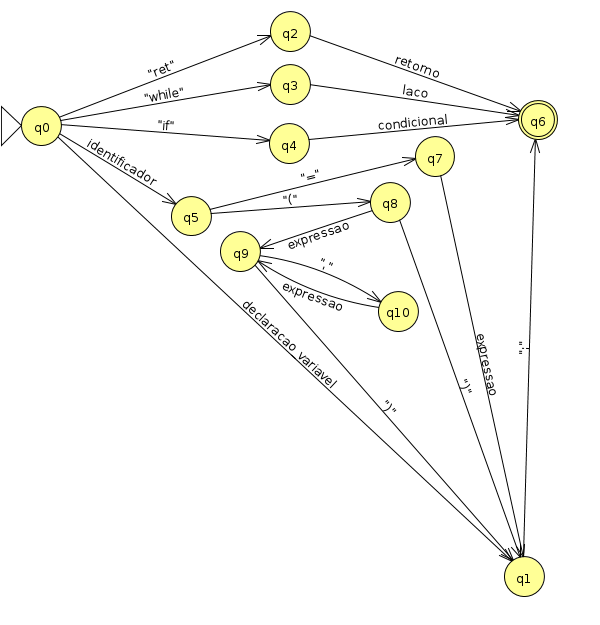 q2
"ret"
retorno
q3
"while"
laco
q6
q0
"if"
condicional
q4
identificador
q7
"="
q5
"("
q8
expressao
q9
","
expressao
q10
declaracao variavel
")"
")"
expressao
";"
q1